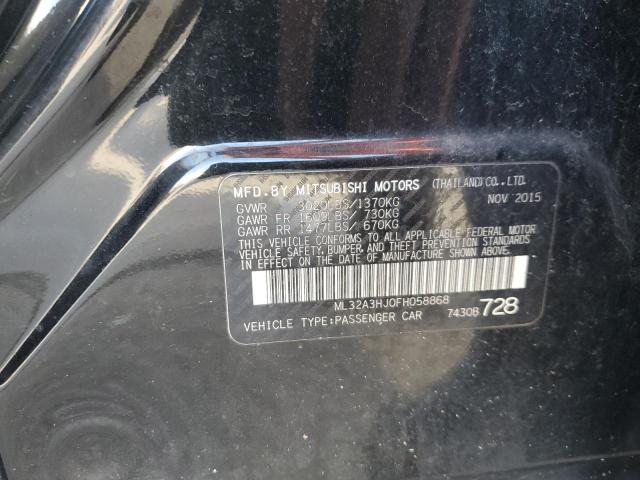 MFD.BY MITSUBISHI MOTORS (THAILAND)CO.,LTD.
GVWR 3020LBS/1370KG NOV 2015
GAWR FR 1609LBS/ 730KG
GAWR RR 1477LBS/ 670KG
THIS VEHICLE CONFORMS TO ALL APPLICABLE FEDERAL MOTOR
VEHICLE SAFETY,BUMPER, AND THEFT PREVENTION STANDARDS
IN EFFECT ON THE DATE OF MANUFACTURE SHOWN ABOVE.
ML32A3HJ0FH058868
VEHICLE TYPE:PASSENGER CAR 7430B 728